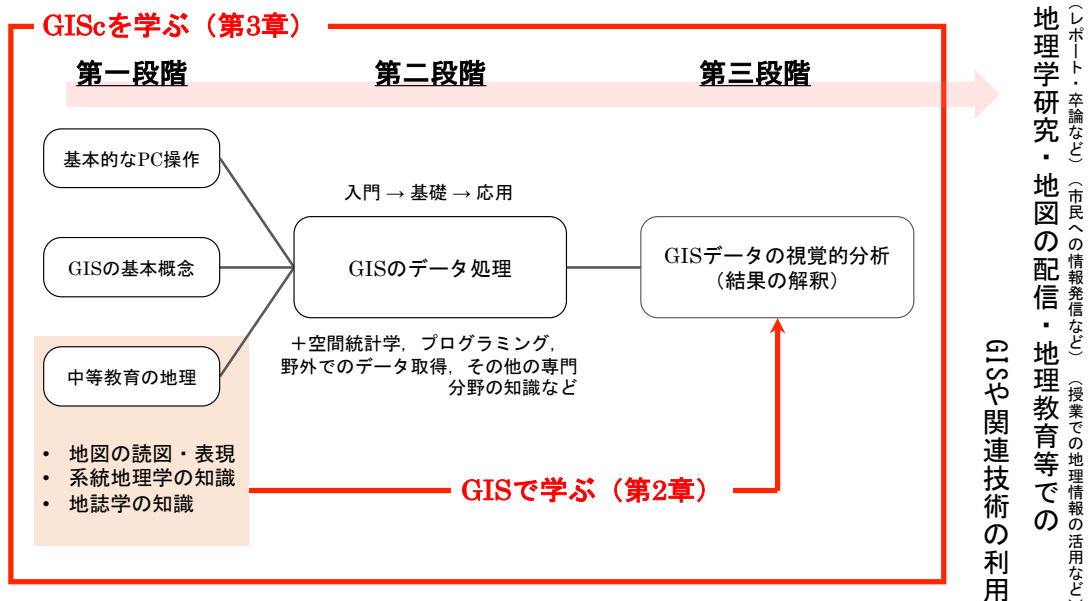 GIScを学ぶ（第3章）
第一段階
第二段階
第三段階
基本的なPC操作
GISの基本概念
中等教育の地理
• 地図の読図・表現
• 系統地理学の知識
• 地誌学の知識
入門 → 基礎 → 応用
GISのデータ処理
＋空間統計学，プログラミング，
野外でのデータ取得，その他の専門
分野の知識など
GISデータの視覚的分析
（結果の解釈）
GISで学ぶ（第2章）
（レポート・卒論など）（市民への情報発信など）（授業での地理情報の活用など）
地理学研究・地図の配信・地理教育等での
GISや関連技術の利用